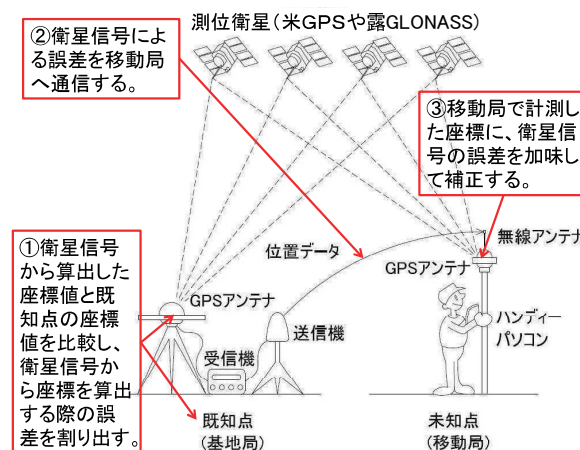 測位衛星(米GPSや露GLONASS)
②衛星信号によ
る誤差を移動局
へ通信する。
③移動局で計測し
た座標に、衛星信
号の誤差を加味し
て補正する。
①衛星信号
から算出した
座標値と既
知点の座標
値を比較し、
衛星信号か
ら座標を算出
する際の誤
差を割り出す。
位置データ
無線アンテナ
GPSアンテナ
GPSアンテナ
送信機
受信機
ハンディー
パソコン
既知点
(基地局)
未知点
(移動局)